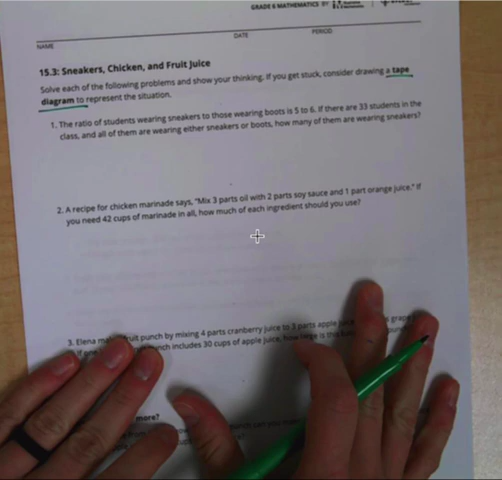 GRADE 6 MATHEMATICS BY
NAME
DATE
PERIOD
15.3: Sneakers, Chicken, and Fruit Juice
Solve each of the following problems and show your thinking. If you get stuck, consider drawing a tape
diagram to represent the situation.
1. The ratio of students wearing sneakers to those wearing boots is 5 to 6. If there are 33 students in the
class, and all of them are wearing either sneakers or boots, how many of them are wearing sneakers?
2. A recipe for chicken marinade says, "Mix 3 parts oil with 2 parts soy sauce and 1 part orange juice." If
you need 42 cups of marinade in all, how much of each ingredient should you use?
3. Elena punch by mixing 4 parts cranberry juice to 3 parts apple
includes 30 cups of apple juice, how large is this
more?